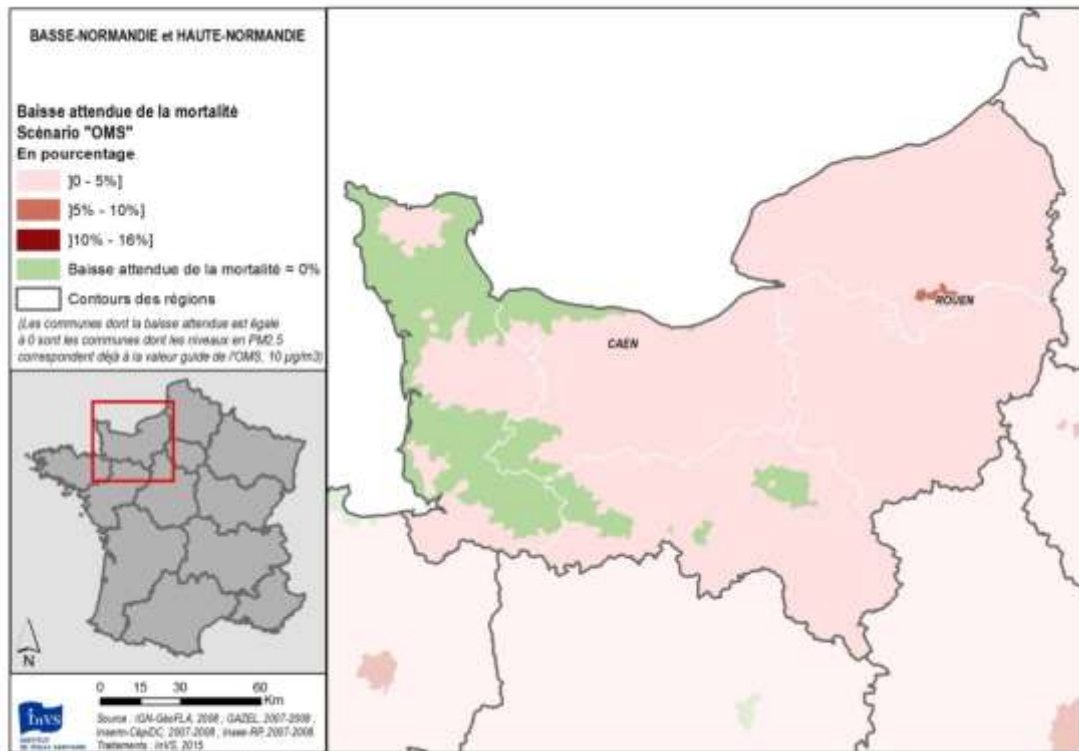 BASSE-NORMANDIE et HAUTE-NORMANDIE
Baisse attendue de la mortalité
Scénario "OMS"
En pourcentage
]0 - 5%]
]5% - 10%]
]10% - 16%]
Baisse attendue de la mortalité = 0%
Contours des régions
(Les communes dont la baisse attendue est égale
à 0 sont les communes dont les niveaux en PM2.5
correspondent déjà à la valeur guide de l'OMS, 10 µg/m3)
CAEN
ROUEN
N
0 15 30 60
Km
InVS
INSTITUT
DE VEILLE SANITAIRE
Source : IGN-GéoFLA, 2008 ; GAZEL, 2007-2008 ;
Inserm-CépiDC, 2007-2008 ; Insee-RP, 2007-2008.
Traitements : InVS, 2015